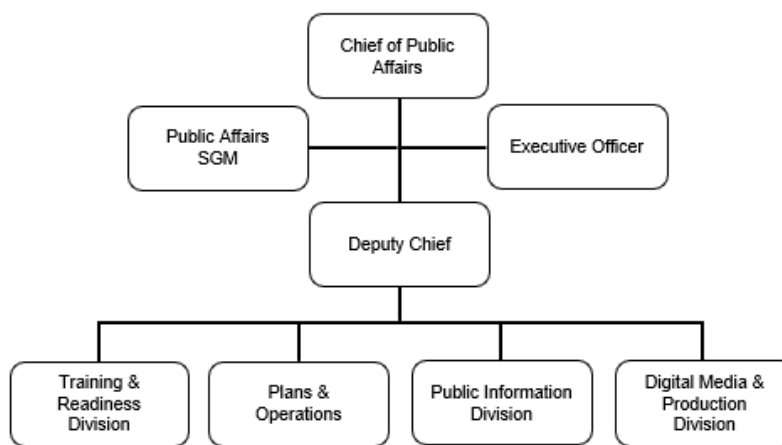 Chief of Public
Affairs
Public Affairs
SGM
Executive Officer
Deputy Chief
Training &
Readiness
Division
Plans &
Operations
Public Information
Division
Digital Media &
Production
Division